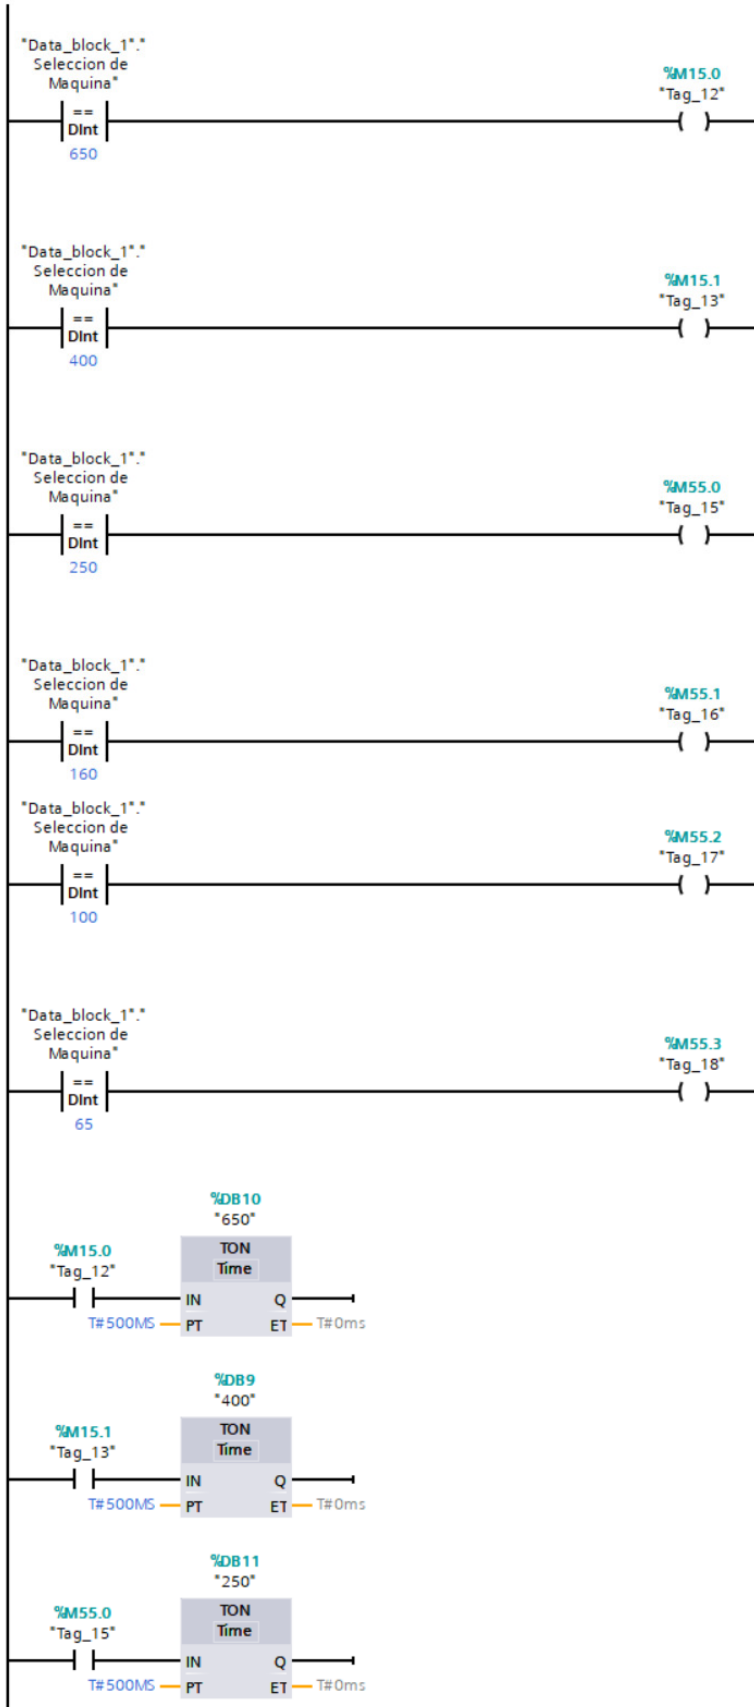 "Data_block_1"."
Seleccion de
Maquina"
%M15.0
"Tag_12"
==
DInt
650
"Data_block_1"."
Seleccion de
Maquina"
%M15.1
"Tag_13"
==
DInt
400
"Data_block_1"."
Seleccion de
Maquina"
%M55.0
"Tag_15"
==
DInt
250
"Data_block_1"."
Seleccion de
Maquina"
%M55.1
"Tag_16"
==
DInt
160
"Data_block_1"."
Seleccion de
Maquina"
%M55.2
"Tag_17"
==
DInt
100
"Data_block_1"."
Seleccion de
Maquina"
%M55.3
"Tag_18"
==
DInt
65
%DB10
"650"
%M15.0
"Tag_12"
TON
Time
IN Q
T#500MS PT ET T#0ms
%DB9
"400"
%M15.1
"Tag_13"
TON
Time
IN Q
T#500MS PT ET T#0ms
%DB11
"250"
%M55.0
"Tag_15"
TON
Time
IN Q
T#500MS PT ET T#0ms